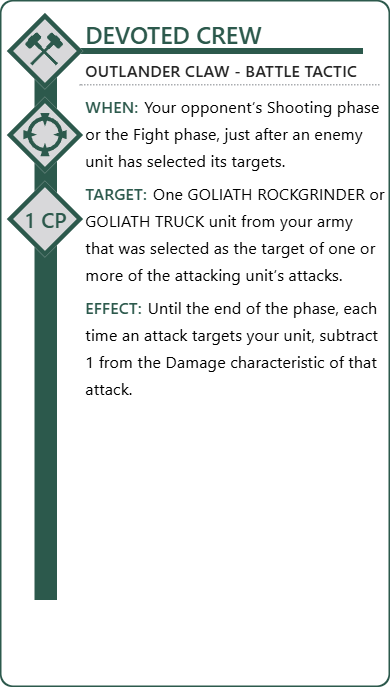 DEVOTED CREW
OUTLANDER CLAW - BATTLE TACTIC
WHEN: Your opponent’s Shooting phase
or the Fight phase, just after an enemy
unit has selected its targets.
1 CP
TARGET: One GOLIATH ROCKGRINDER or
GOLIATH TRUCK unit from your army
that was selected as the target of one or
more of the attacking unit’s attacks.
EFFECT: Until the end of the phase, each
time an attack targets your unit, subtract
1 from the Damage characteristic of that
attack.